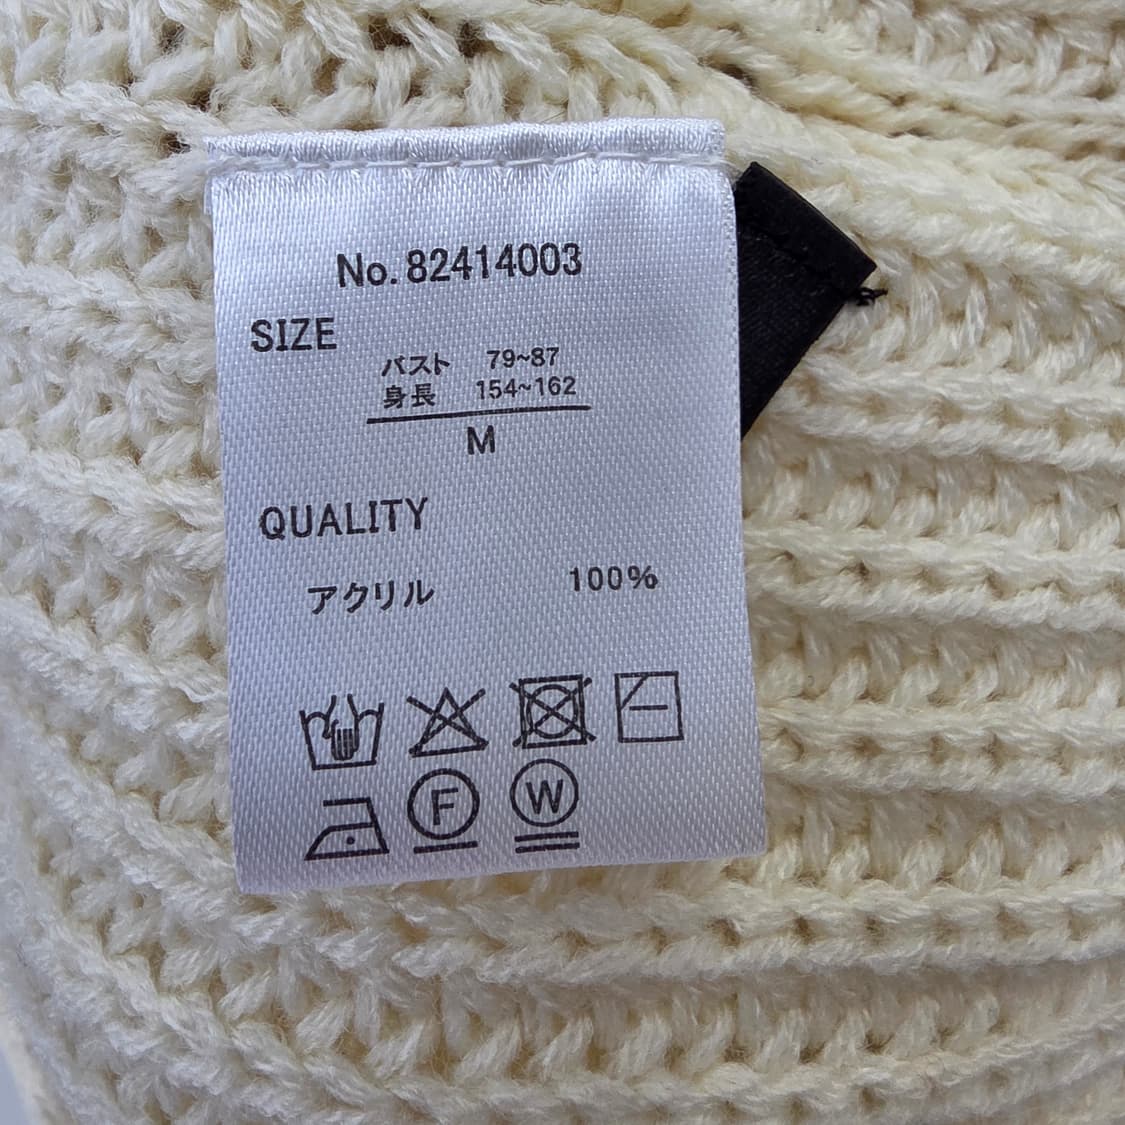 No. 82414003
SIZE
バスト 79~87
身長 154~162
M
QUALITY
アクリル 100%
F W